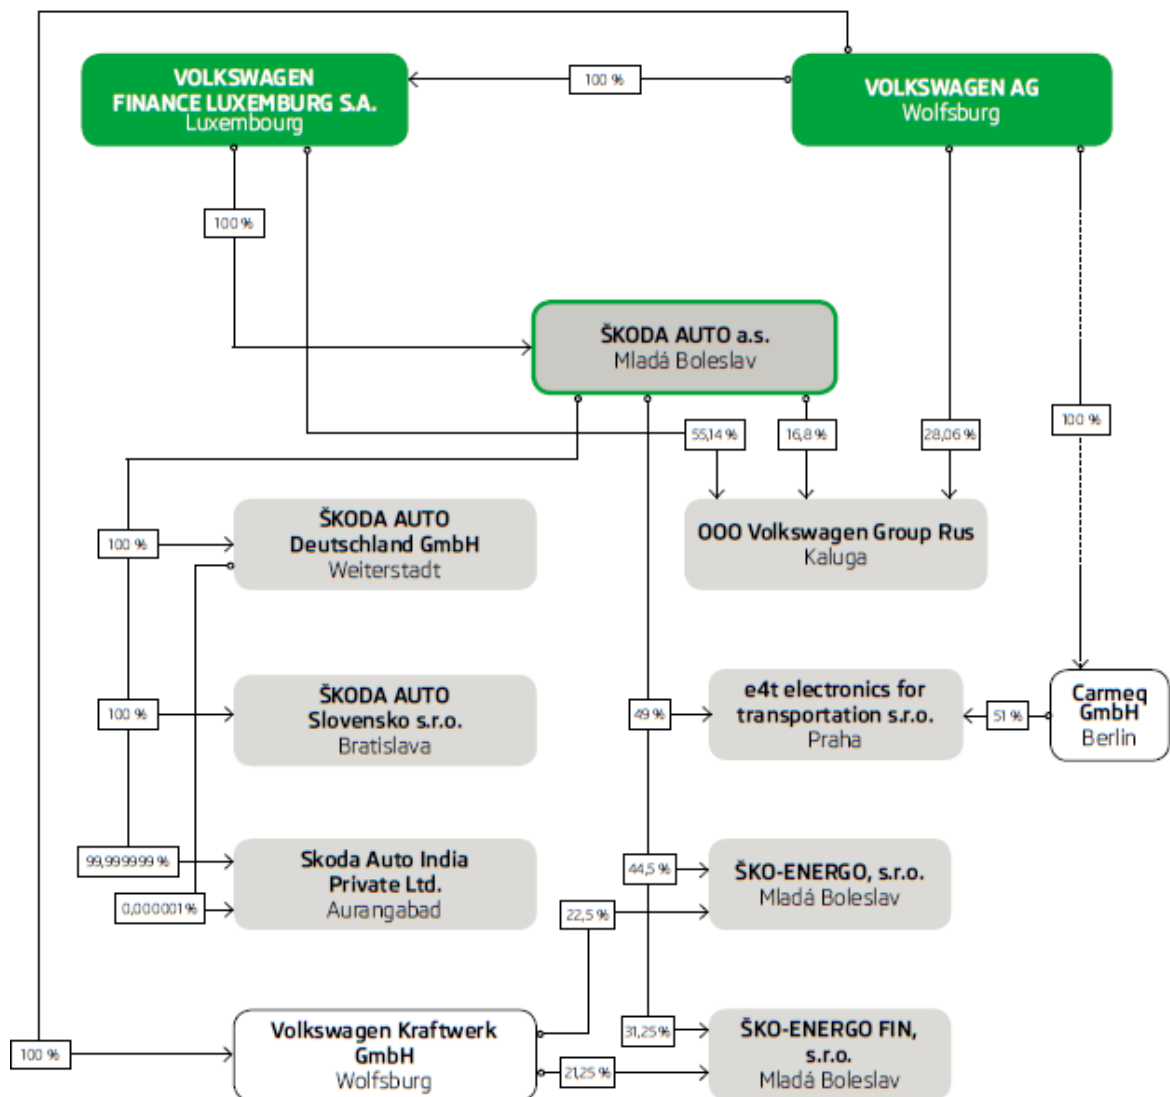 VOLKSWAGEN
FINANCE LUXEMBURG S.A.
Luxembourg
100 %
VOLKSWAGEN AG
Wolfsburg
100 %
ŠKODA AUTO a.s.
Mladá Boleslav
55,14 %
16,8 %
28,06 %
100 %
ŠKODA AUTO
Deutschland GmbH
Weiterstadt
100 %
OOO Volkswagen Group Rus
Kaluga
ŠKODA AUTO
Slovensko s.r.o.
Bratislava
100 %
49 %
e4t electronics for
transportation s.r.o.
Praha
51 %
Carmeq
GmbH
Berlin
99,999999 %
0,000001 %
Skoda Auto India
Private Ltd.
Aurangabad
44,5 %
22,5 %
ŠKO-ENERGO, s.r.o.
Mladá Boleslav
100 %
Volkswagen Kraftwerk
GmbH
Wolfsburg
31,25 %
21,25 %
ŠKO-ENERGO FIN,
s.r.o.
Mladá Boleslav